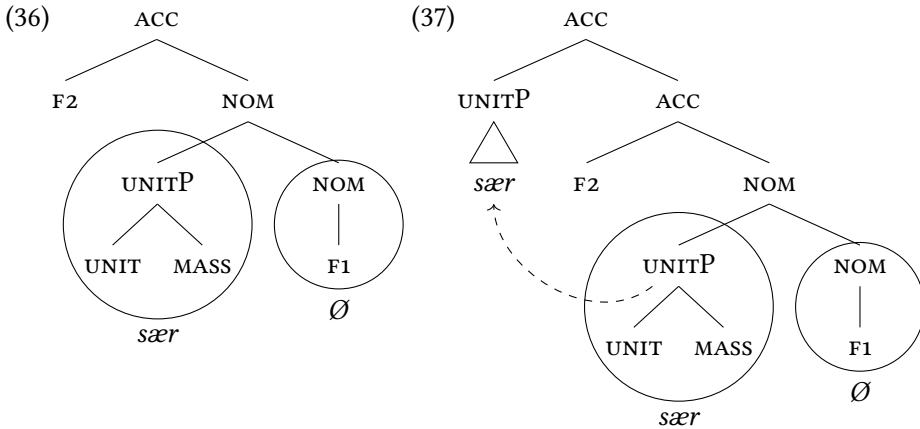 (36) ACC (37) ACC
F2 NOM UNITP ACC
UNITP NOM sær F2 NOM
UNIT MASS F1 UNITP NOM
sær Ø UNIT MASS F1
sær Ø